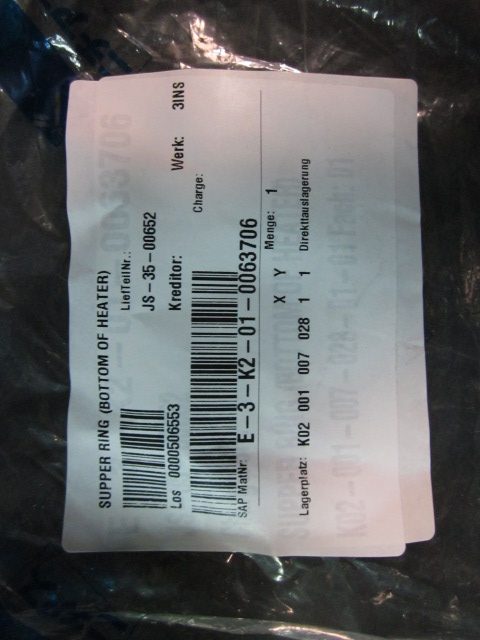 SUPPER RING (BOTTOM OF HEATER)
LiefTeilNr.:
JS-35-00652
Los 0000506553
Kreditor:
Werk: 3INS
Charge:
SAP MatNr: E-3-K2-01-0063706
Menge: 1
X Y
Lagerplatz: K02 001 007 028 1 1 Direkttauslagerung